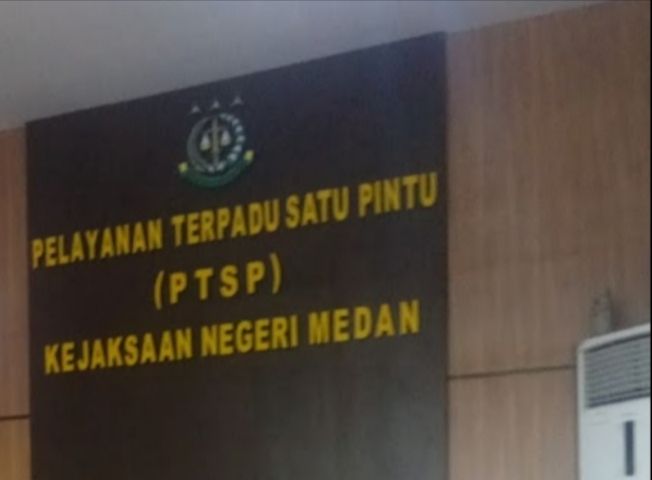 PELAYANAN TERPADU SATU PINTU
(PTSP)
KEJAKSAAN NEGERI MEDAN